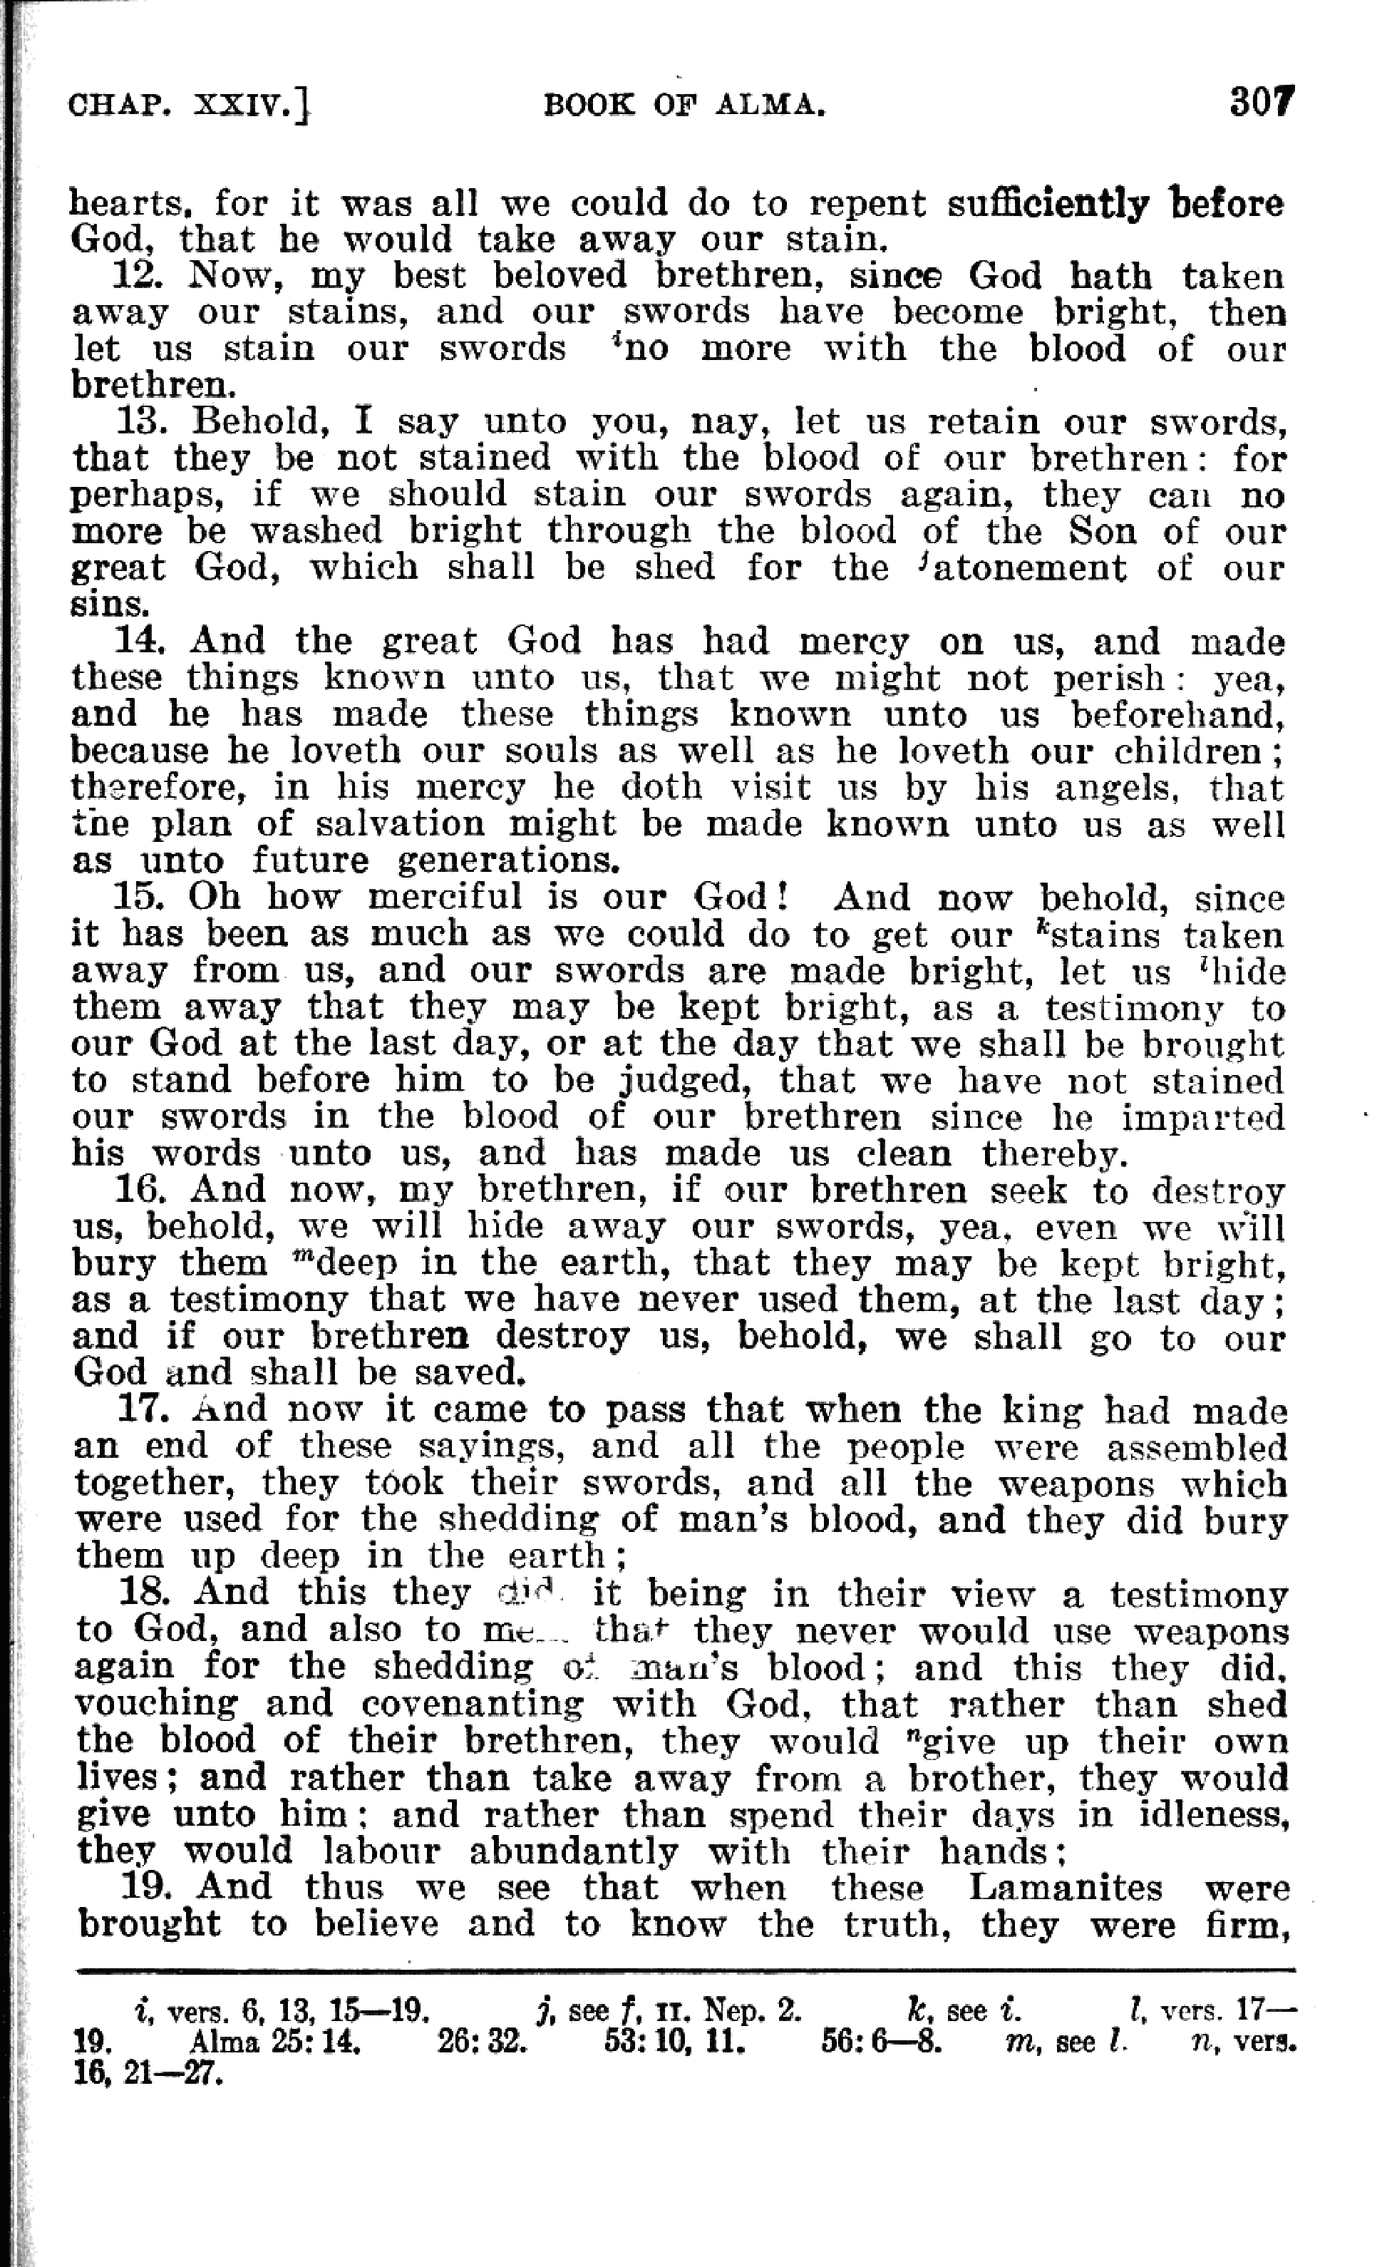 CHAP. XXIV.] BOOK OF ALMA. 307
hearts, for it was all we could do to repent sufficiently before
God, that he would take away our stain.
12. Now, my best beloved brethren, since God hath taken
away our stains, and our swords have become bright, then
let us stain our swords ino more with the blood of our
brethren.
13. Behold, I say unto you, nay, let us retain our swords,
that they be not stained with the blood of our brethren: for
perhaps, if we should stain our swords again, they can no
more be washed bright through the blood of the Son of our
great God, which shall be shed for the jatonement of our
sins.
14. And the great God has had mercy on us, and made
these things known unto us, that we might not perish: yea,
and he has made these things known unto us beforehand,
because he loveth our souls as well as he loveth our children;
therefore, in his mercy he doth visit us by his angels, that
the plan of salvation might be made known unto us as well
as unto future generations.
15. Oh how merciful is our God! And now behold, since
it has been as much as we could do to get our kstains taken
away from us, and our swords are made bright, let us lhide
them away that they may be kept bright, as a testimony to
our God at the last day, or at the day that we shall be brought
to stand before him to be judged, that we have not stained
our swords in the blood of our brethren since he imparted
his words unto us, and has made us clean thereby.
16. And now, my brethren, if our brethren seek to destroy
us, behold, we will hide away our swords, yea, even we will
bury them mdeep in the earth, that they may be kept bright,
as a testimony that we have never used them, at the last day;
and if our brethren destroy us, behold, we shall go to our
God and shall be saved.
17. And now it came to pass that when the king had made
an end of these sayings, and all the people were assembled
together, they took their swords, and all the weapons which
were used for the shedding of man's blood, and they did bury
them up deep in the earth;
18. And this they did it being in their view a testimony
to God, and also to that they never would use weapons
again for the shedding of man's blood; and this they did,
vouching and covenanting with God, that rather than shed
the blood of their brethren, they would ngive up their own
lives; and rather than take away from a brother, they would
give unto him; and rather than spend their days in idleness,
they would labour abundantly with their hands;
19. And thus we see that when these Lamanites were
brought to believe and to know the truth, they were firm,
i, vers. 6, 13, 15—19. j, see f, II. Nep. 2. k, see i. l, vers. 17—
19. Alma 25: 14. 26: 32. 53: 10, 11. 56: 6—8. m, see l. n, vers.
16, 21—27.